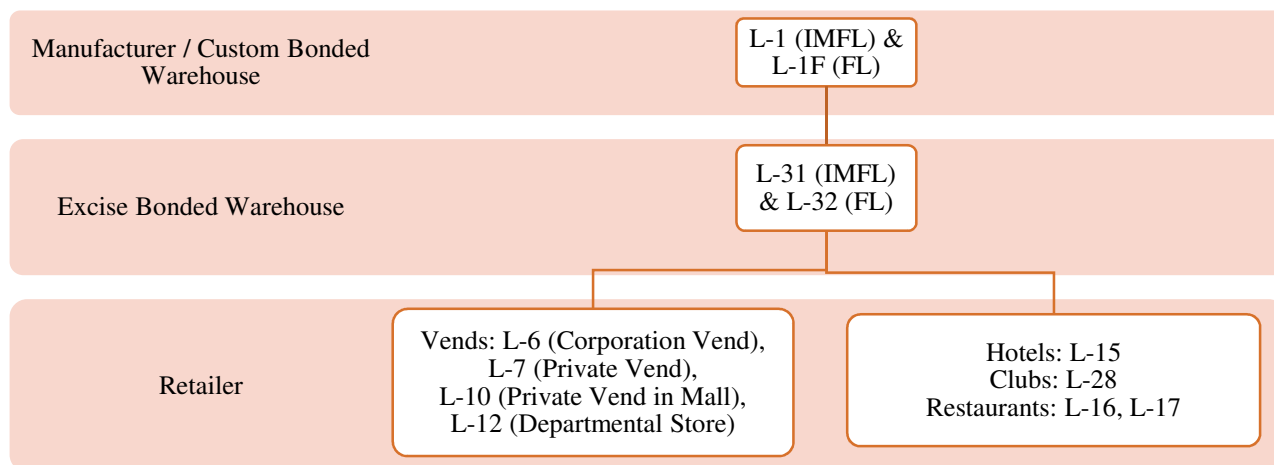 Manufacturer / Custom Bonded
Warehouse
L-1 (IMFL) &
L-1F (FL)
Excise Bonded Warehouse
L-31 (IMFL)
& L-32 (FL)
Retailer
Vends: L-6 (Corporation Vend),
L-7 (Private Vend),
L-10 (Private Vend in Mall),
L-12 (Departmental Store)
Hotels: L-15
Clubs: L-28
Restaurants: L-16, L-17